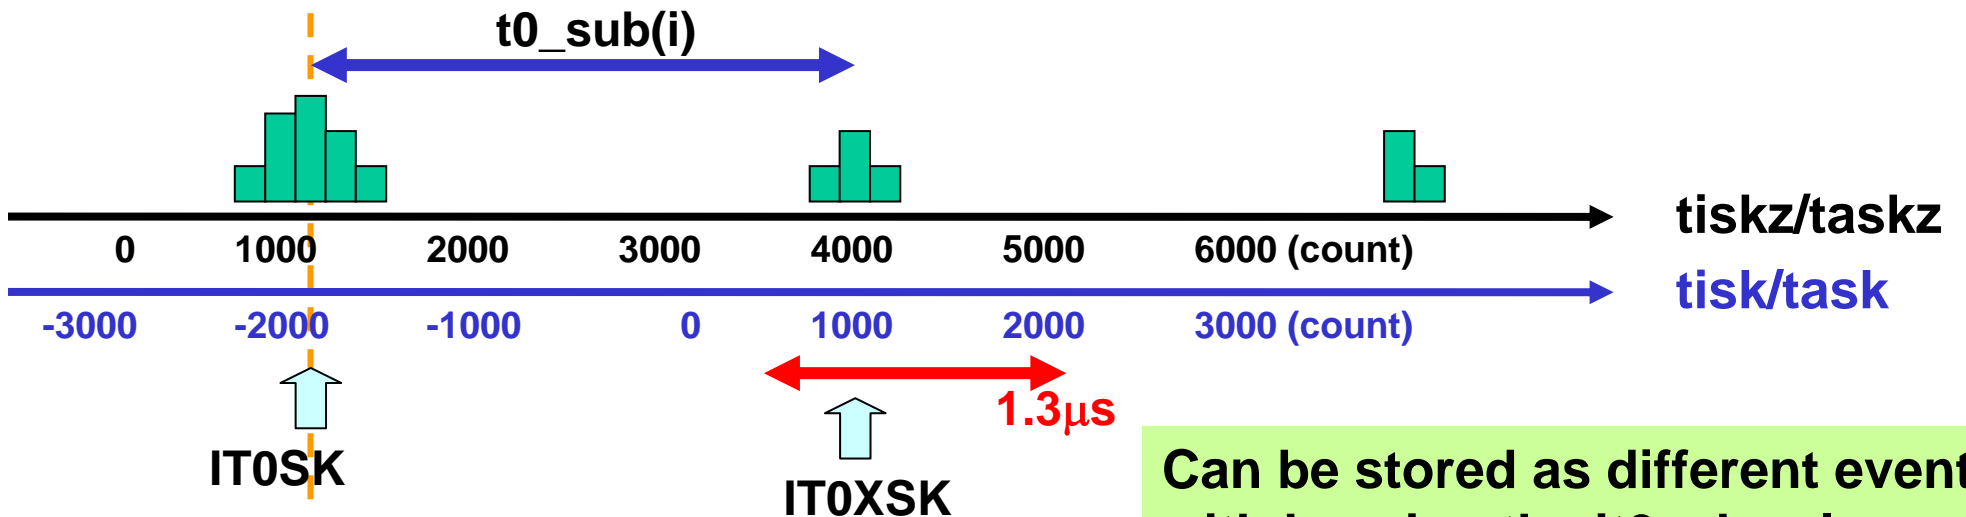 t0_sub(i)
tiskz/taskz
0 1000 2000 3000 4000 5000 6000 (count)
tisk/task
-3000 -2000 -1000 0 1000 2000 3000 (count)
1.3μs
IT0SK
IT0XSK
Can be stored as different event